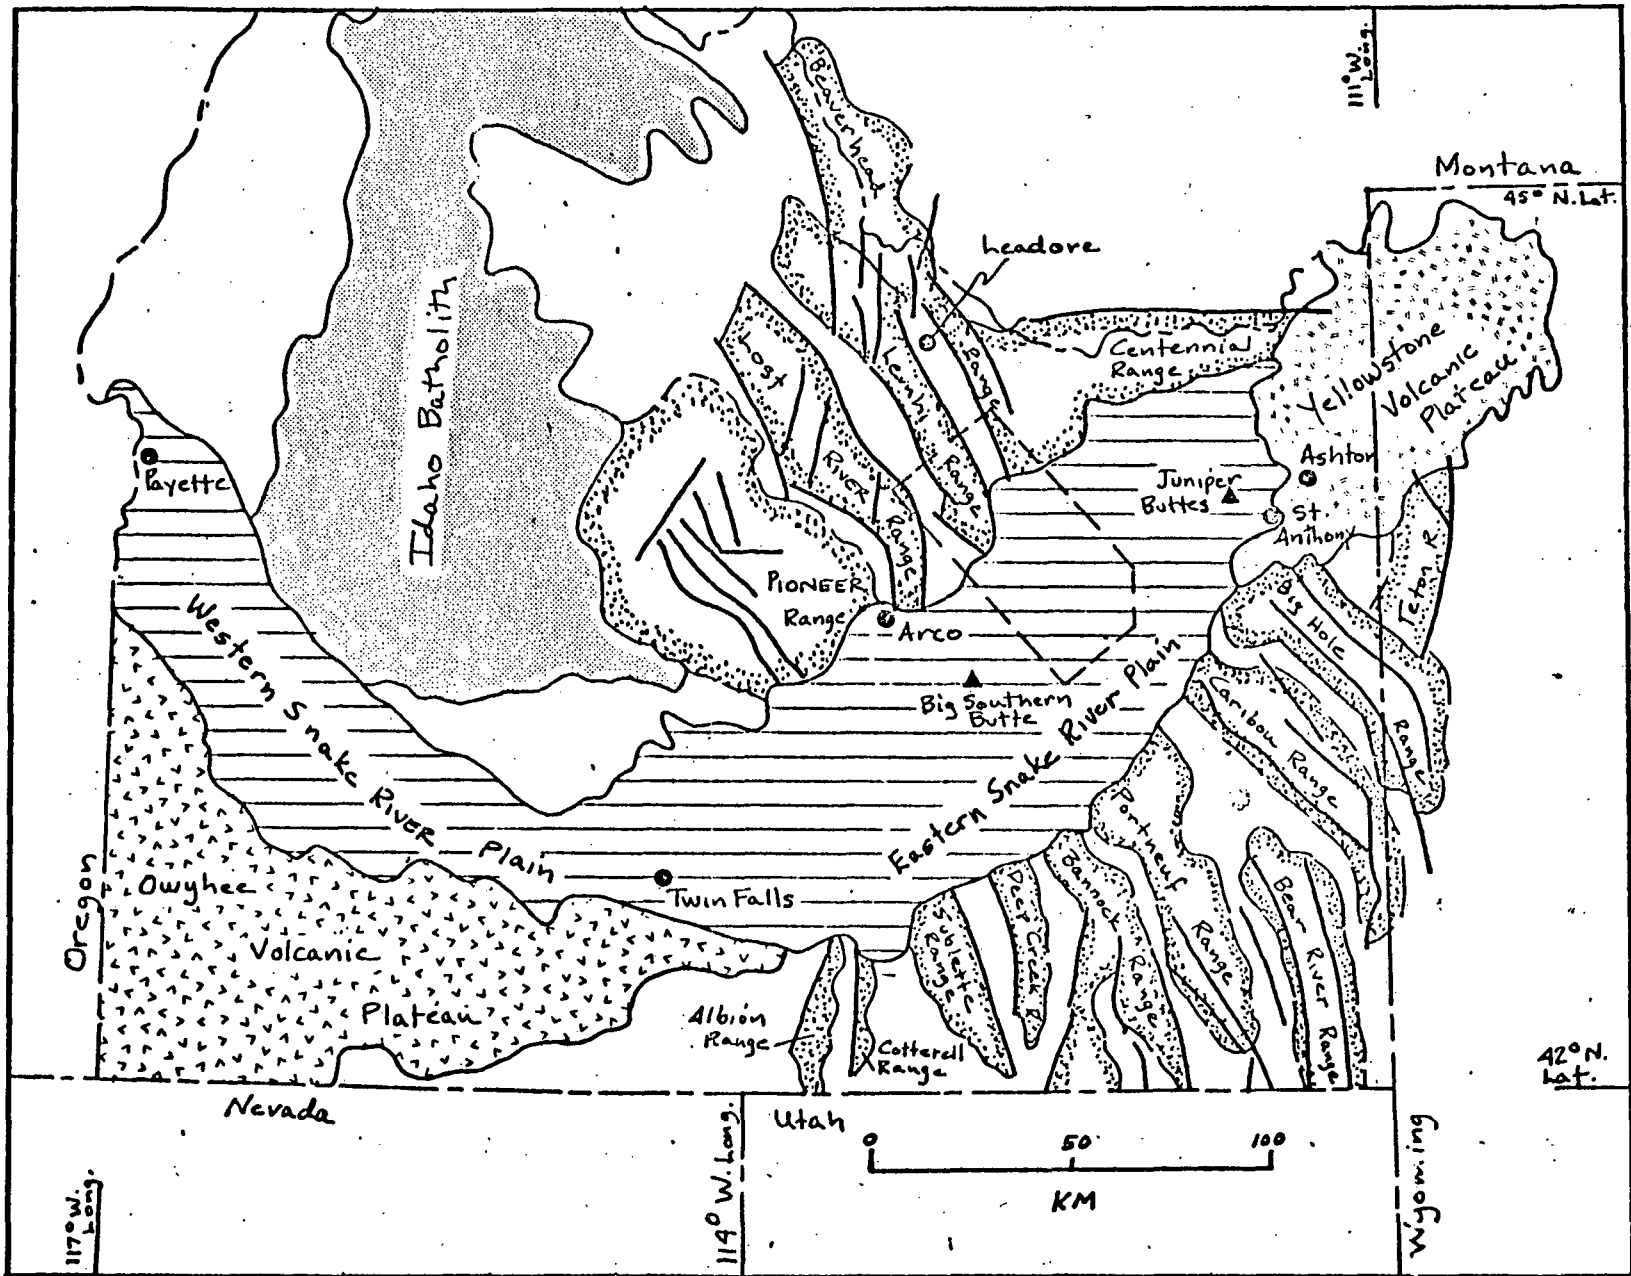 111° W.
Long.
Montana
45° N. Lat.
Beaverhead
Range
Leadore
Idaho Batholith
Lost
River
Range
Lemhi
Range
Centennial
Range
Yellowstone
Volcanic
Plateau
Payette
Juniper
Buttes
Ashton
St.
Anthony
Teton R.
PIONEER
Range
Arco
Big Hole
Range
Western Snake River Plain
Big Southern
Butte
Eastern Snake River Plain
Caribou Range
Portneuf
Range
Oregon
Owyhee
Volcanic
Plateau
Twin Falls
Bannock
Range
Deer Creek R.
Sublette
Range
Bear River Range
Albion
Range
Cotterell
Range
42° N.
Lat.
Nevada
Utah
0 50 100
KM
117° W.
Long.
114° W. Long.
Wyoming